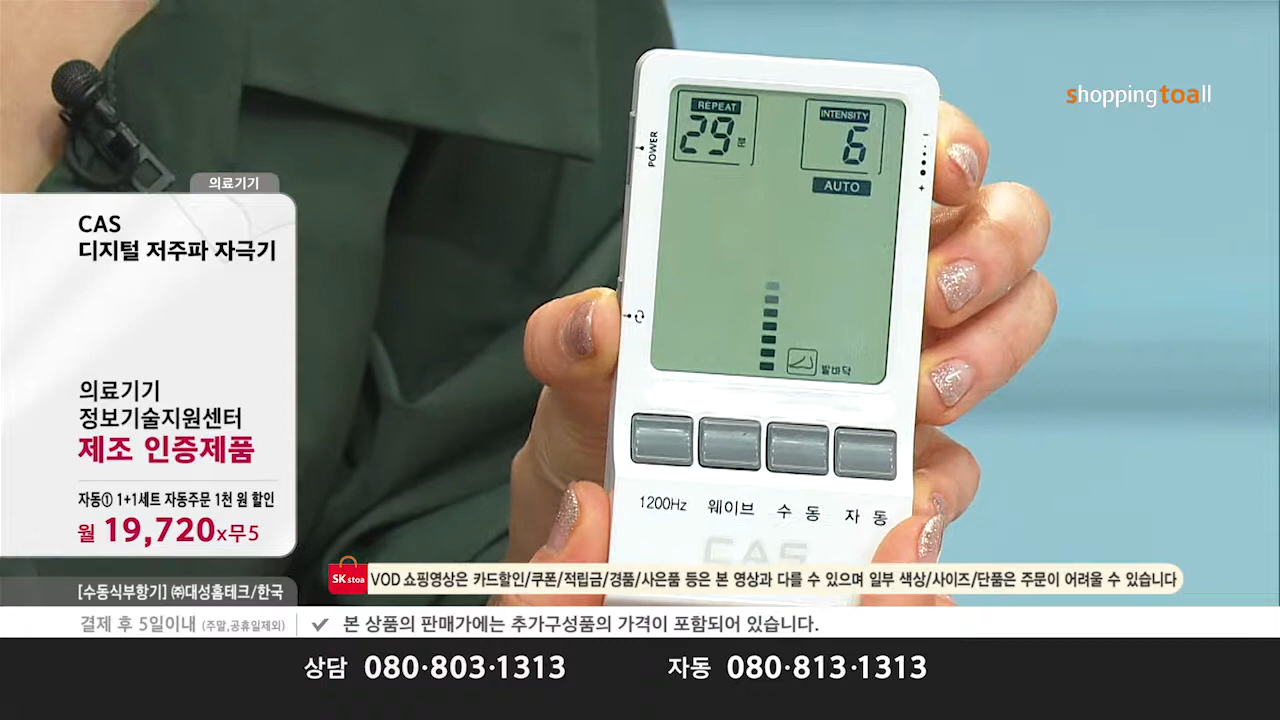 shoppingtoall
의료기기
CAS
디지털 저주파 자극기
의료기기
정보기술지원센터
제조 인증제품
자동① 1+1세트 자동주문 1천 원 할인
월 19,720x무5
[수동식부항기] ㈜대성홈테크/한국
REPEAT
29
INTENSITY
6
AUTO
POWER
발바닥
1200Hz 웨이브 수동 자동
CAS
SK stoa
VOD 쇼핑영상은 카드할인/쿠폰/적립금/경품/사은품 등은 본 영상과 다를 수 있으며 일부 색상/사이즈/단품은 주문이 어려울 수 있습니다
결제 후 5일이내 (주말,공휴일제외)
본 상품의 판매가에는 추가구성품의 가격이 포함되어 있습니다.
상담 080·803·1313
자동 080·813·1313